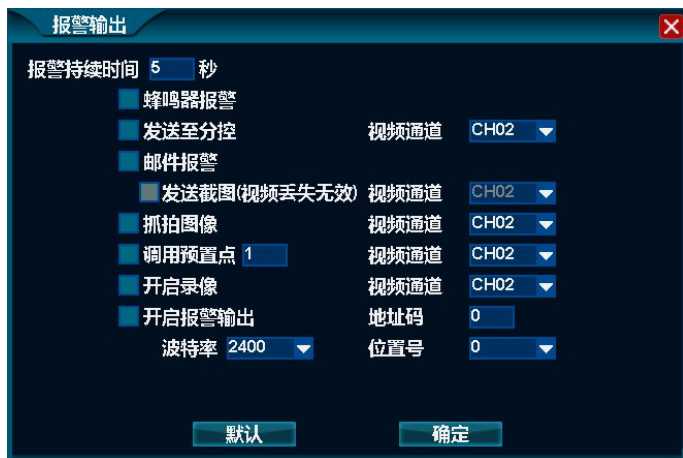 报警输出
报警持续时间 5 秒
蜂鸣器报警
发送至分控 视频通道 CH02
邮件报警
发送截图(视频丢失无效) 视频通道 CH02
抓拍图像 视频通道 CH02
调用预置点 1 视频通道 CH02
开启录像 视频通道 CH02
开启报警输出 地址码 0
波特率 2400 位置号 0
默认 确定